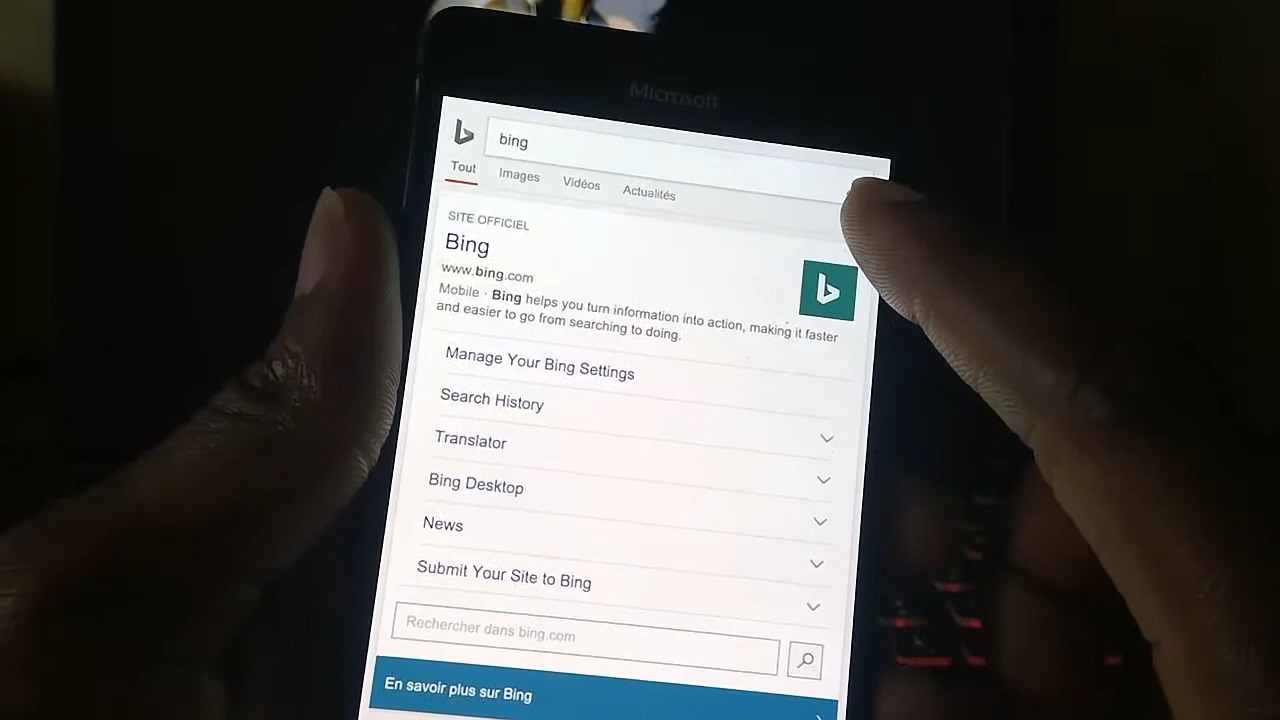 Microsoft
bing
Tout Images Vidéos Actualités
SITE OFFICIEL
Bing
www.bing.com
Mobile · Bing helps you turn information into action, making it faster
and easier to go from searching to doing.
Manage Your Bing Settings
Search History
Translator
Bing Desktop
News
Submit Your Site to Bing
Rechercher dans bing.com
En savoir plus sur Bing